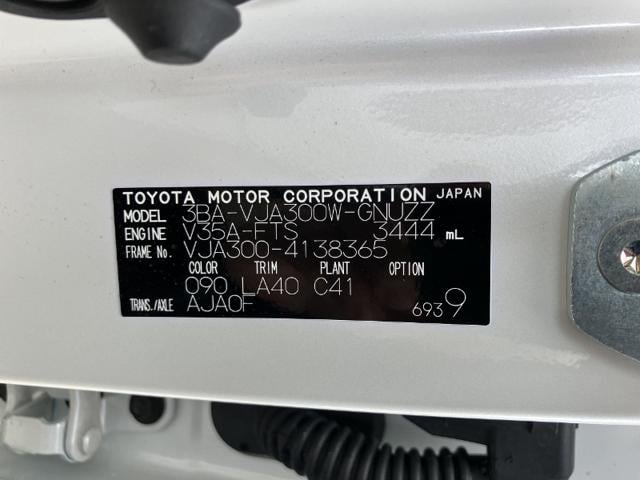 TOYOTA MOTOR CORPORATION JAPAN
MODEL 3BA-VJA300W-GNUZZ
ENGINE V35A-FTS 3444 mL
FRAME No. VJA300-4138365
COLOR TRIM PLANT OPTION
090 LA40 C41
TRANS./AXLE AJA0F 6939